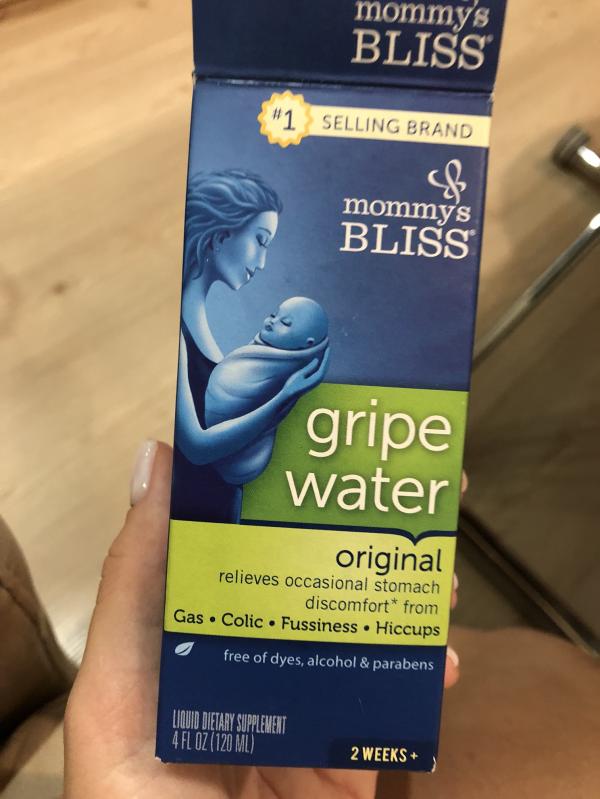 mommy's
BLISS®
#1 SELLING BRAND
mommy's
BLISS®
gripe
water
original
relieves occasional stomach
discomfort* from
Gas • Colic • Fussiness • Hiccups
free of dyes, alcohol & parabens
LIQUID DIETARY SUPPLEMENT
4 FL OZ (120 ML)
2 WEEKS +